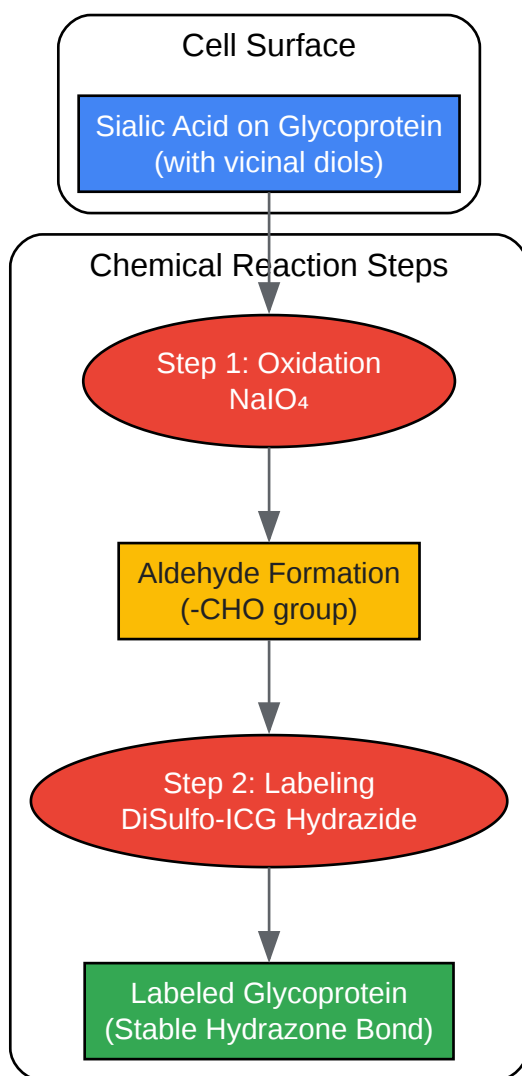 Cell Surface
Sialic Acid on Glycoprotein
(with vicinal diols)
Chemical Reaction Steps
Step 1: Oxidation
NaIO₄
Aldehyde Formation
(-CHO group)
Step 2: Labeling
DiSulfo-ICG Hydrazide
Labeled Glycoprotein
(Stable Hydrazone Bond)